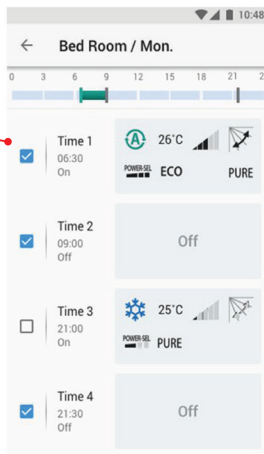 10:48
Bed Room / Mon.
0 3 6 9 12 15 18 21 2
Time 1
06:30
On
A 26°C
POWER-SEL ECO PURE
Time 2
09:00
Off
Off
Time 3
21:00
On
25°C
POWER-SEL PURE
Time 4
21:30
Off
Off